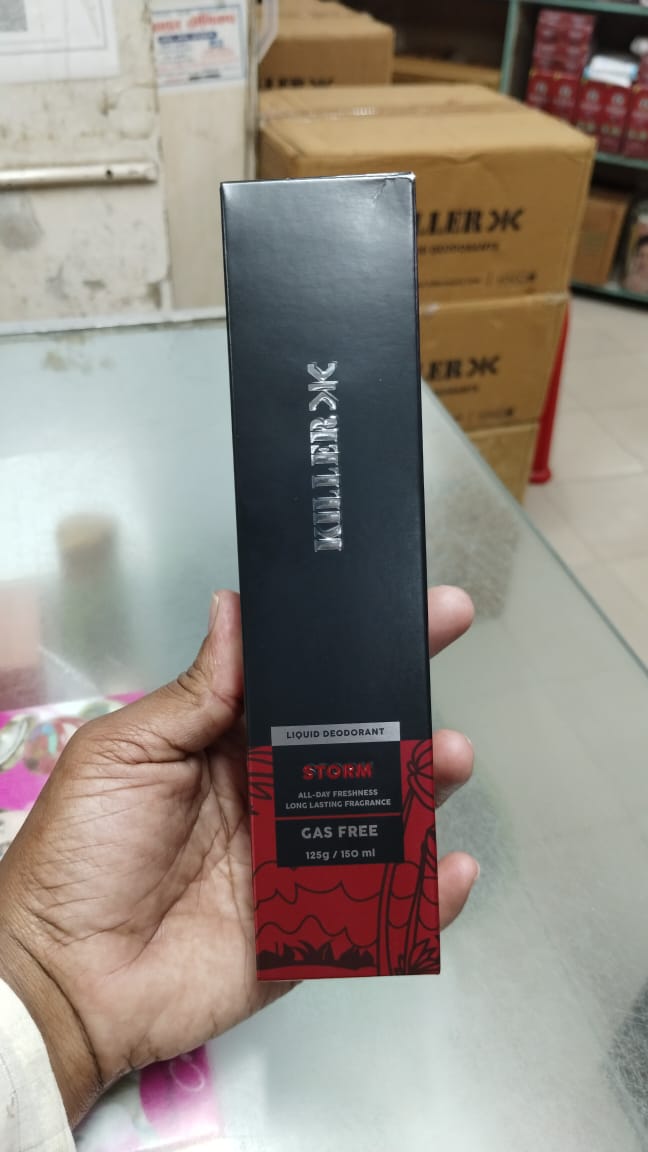 KILLER
LIQUID DEODORANT
STORM
ALL-DAY FRESHNESS
LONG LASTING FRAGRANCE
GAS FREE
125g / 150 ml